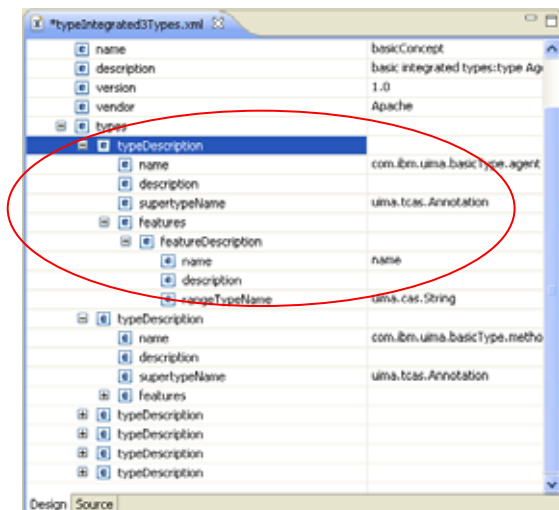 *typeIntegrated3Types.xml
name basicConcept
description basic integrated types:type Ag
version 1.0
vendor Apache
types
typeDescription
name com.ibm.uima.basicType.agent
description
supertypeName uima.tcas.Annotation
features
featureDescription
name name
description
rangeTypeName uima.cas.String
typeDescription
name com.ibm.uima.basicType.metho
description
supertypeName uima.tcas.Annotation
features
typeDescription
typeDescription
typeDescription
typeDescription
Design Source